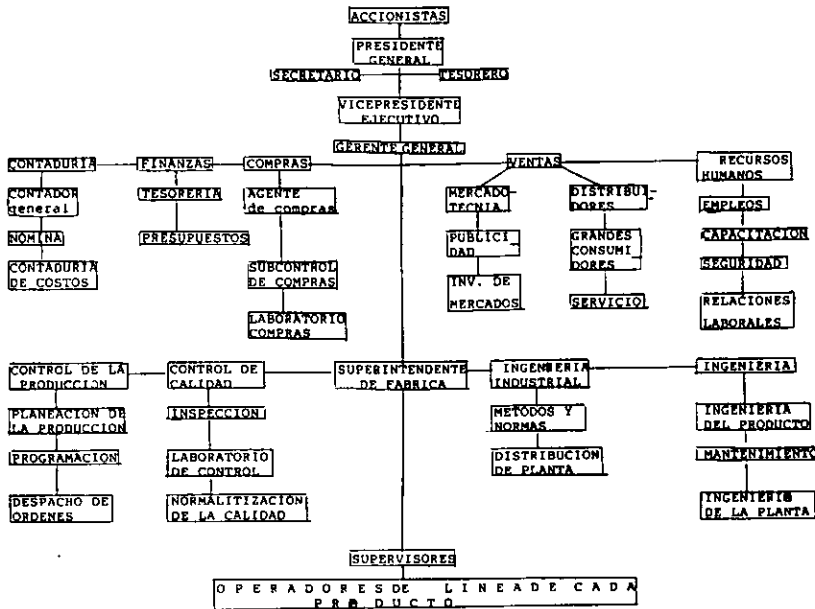 ACCIONISTAS
PRESIDENTE
GENERAL
SECRETARIO
TESORERO
VICEPRESIDENTE
EJECUTIVO
GERENTE GENERAL
CONTADURIA
FINANZAS
COMPRAS
VENTAS
RECURSOS
HUMANOS
CONTADOR
general
NOMINA
CONTADURIA
DE COSTOS
TESORERIA
PRESUPUESTOS
AGENTE
de compras
SUBCONTROL
DE COMPRAS
LABORATORIO
COMPRAS
MERCADO-
TECNIA
PUBLICI-
DAD
INV. DE
MERCADOS
DISTRIBUI-
DORES
GRANDES
CONSUMI-
DORES
SERVICIO
EMPLEOS
CAPACITACION
SEGURIDAD
RELACIONES
LABORALES
CONTROL DE LA
PRODUCCION
CONTROL DE
CALIDAD
SUPERINTENDENTE
DE FABRICA
INGENIERIA
INDUSTRIAL
INGENIERIA
PLANEACION DE
LA PRODUCCION
PROGRAMACION
DESPACHO DE
ORDENES
INSPECCION
LABORATORIO
DE CONTROL
NORMALITIZACION
DE LA CALIDAD
METODOS Y
NORMAS
DISTRIBUCION
DE PLANTA
INGENIERIA
DEL PRODUCTO
MANTENIMIENTO
INGENIERIA
DE LA PLANTA
SUPERVISORES
OPERADORES DE LINEA DE CADA
PRODUCTO